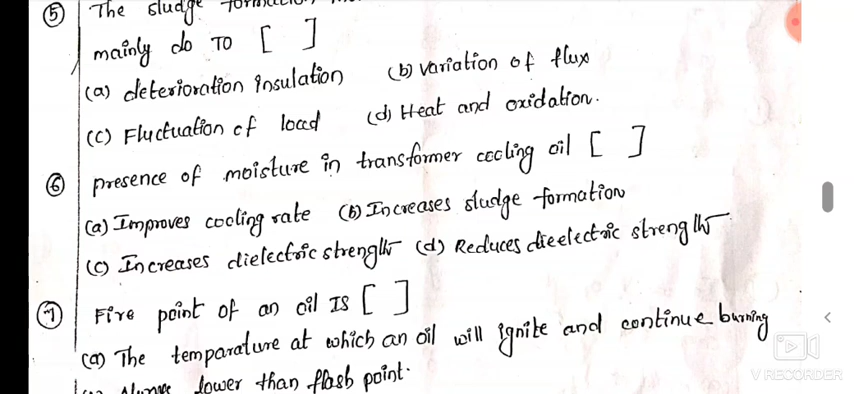 ⑤ The sludge
mainly do TO [ ]
(a) deterioration insulation (b) variation of flux
(c) Fluctuation of load (d) Heat and oxidation.
⑥ presence of moisture in transformer cooling oil [ ]
(a) Improves cooling rate (b) Increases sludge formation
(c) Increases dielectric strength (d) Reduces dieelectric strength
⑦ Fire point of an oil IS [ ]
(a) The temparature at which an oil will ignite and continue burning
lower than flash point.
V RECORDER